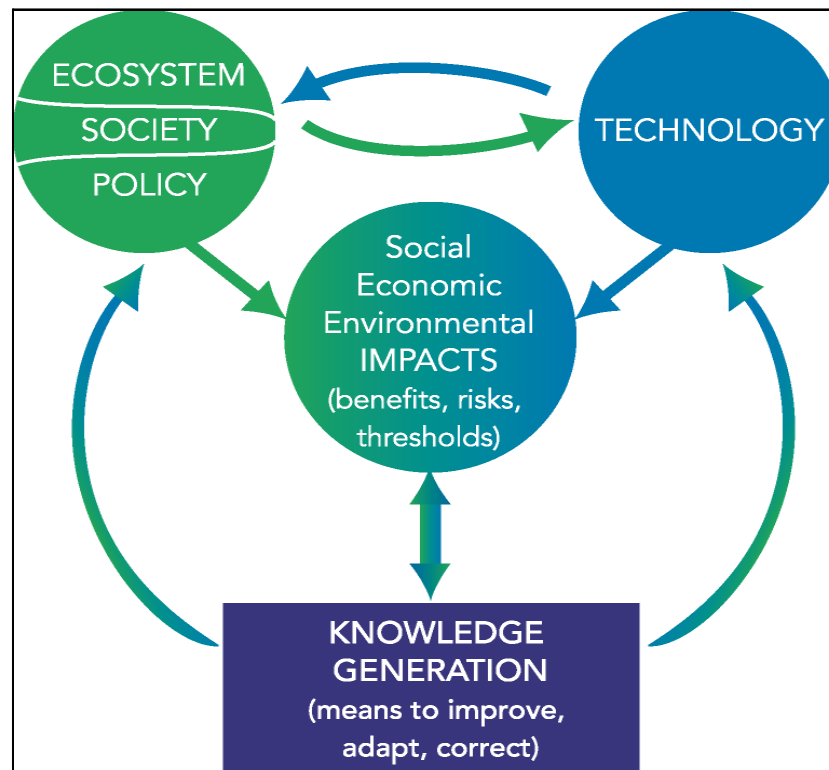 ECOSYSTEM
SOCIETY
POLICY
TECHNOLOGY
Social
Economic
Environmental
IMPACTS
(benefits, risks,
thresholds)
KNOWLEDGE
GENERATION
(means to improve,
adapt, correct)